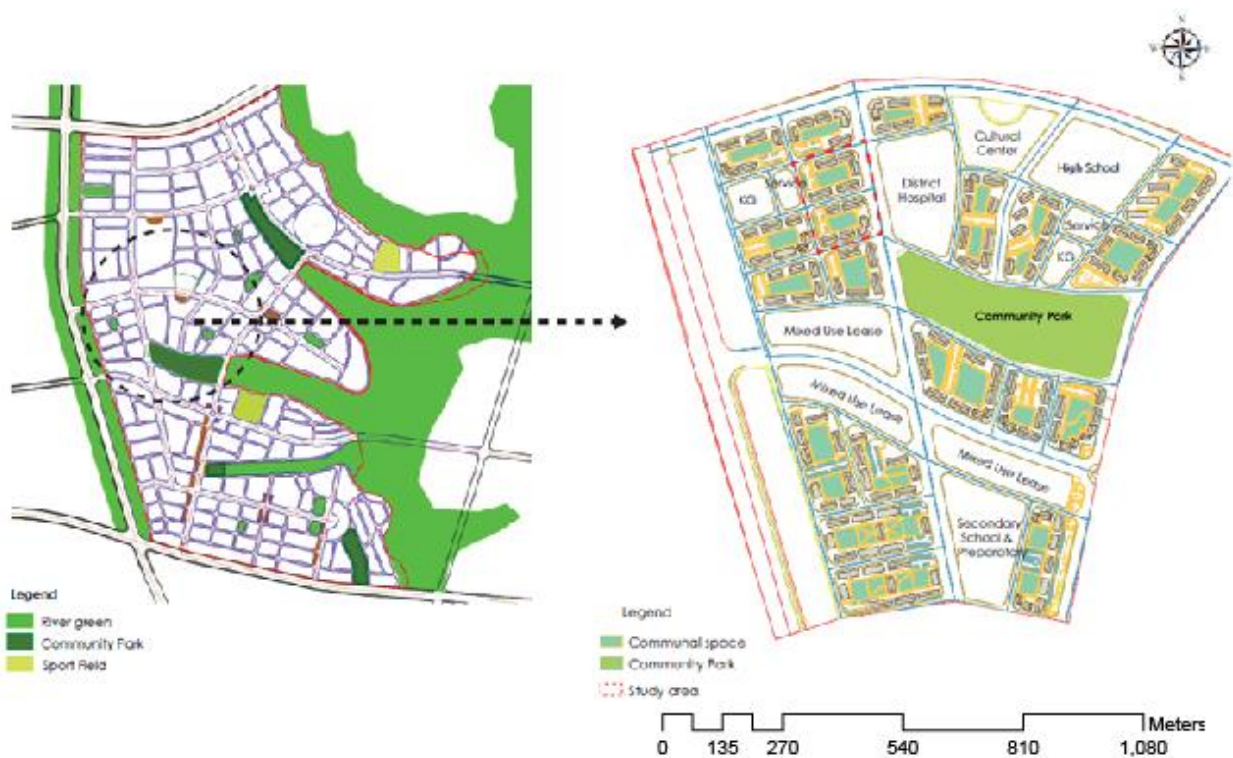 N
W
E
S
Cultural
Center
High School
KG
Service
District
Hospital
Service
KG
Community Park
Mixed Use Lease
Mixed Use Lease
Mixed Use Lease
Secondary
School &
Preparatory
Legend
River green
Community Park
Sport Field
Legend
Communal space
Community Park
Study area
Meters
0 135 270 540 810 1,080